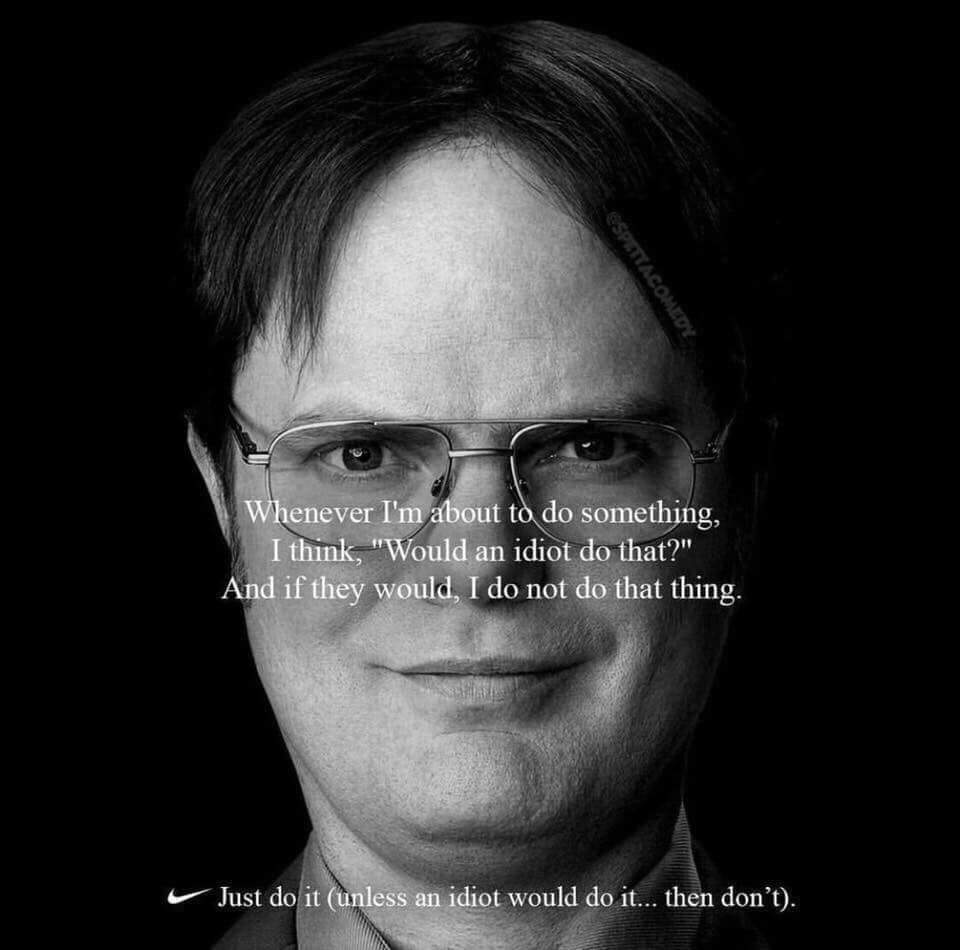 @SPETTACOMEDY
Whenever I'm about to do something,
I think, "Would an idiot do that?"
And if they would, I do not do that thing.
Just do it (unless an idiot would do it... then don’t).